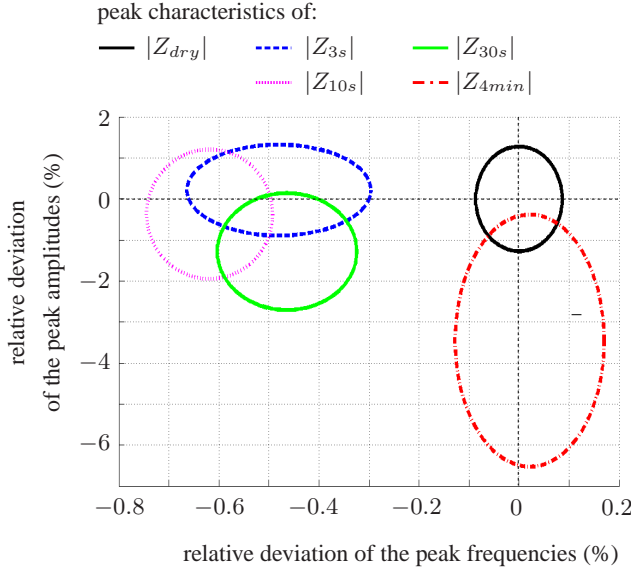 peak characteristics of:
|Z_{dry}| |Z_{3s}| |Z_{30s}|
|Z_{10s}| |Z_{4min}|
2
0
−2
−4
−6
relative deviation
of the peak amplitudes (%)
−0.8 −0.6 −0.4 −0.2 0 0.2
relative deviation of the peak frequencies (%)